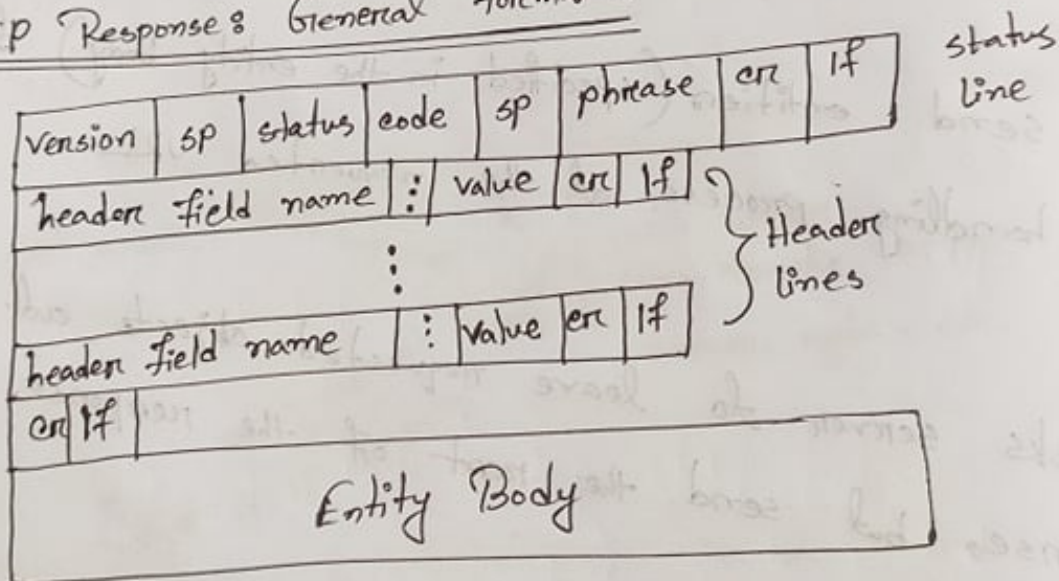 Response: General
status
line
version sp status code sp phrase cr lf
header field name : value cr lf
Header
lines
header field name : value cr lf
cr lf
Entity Body